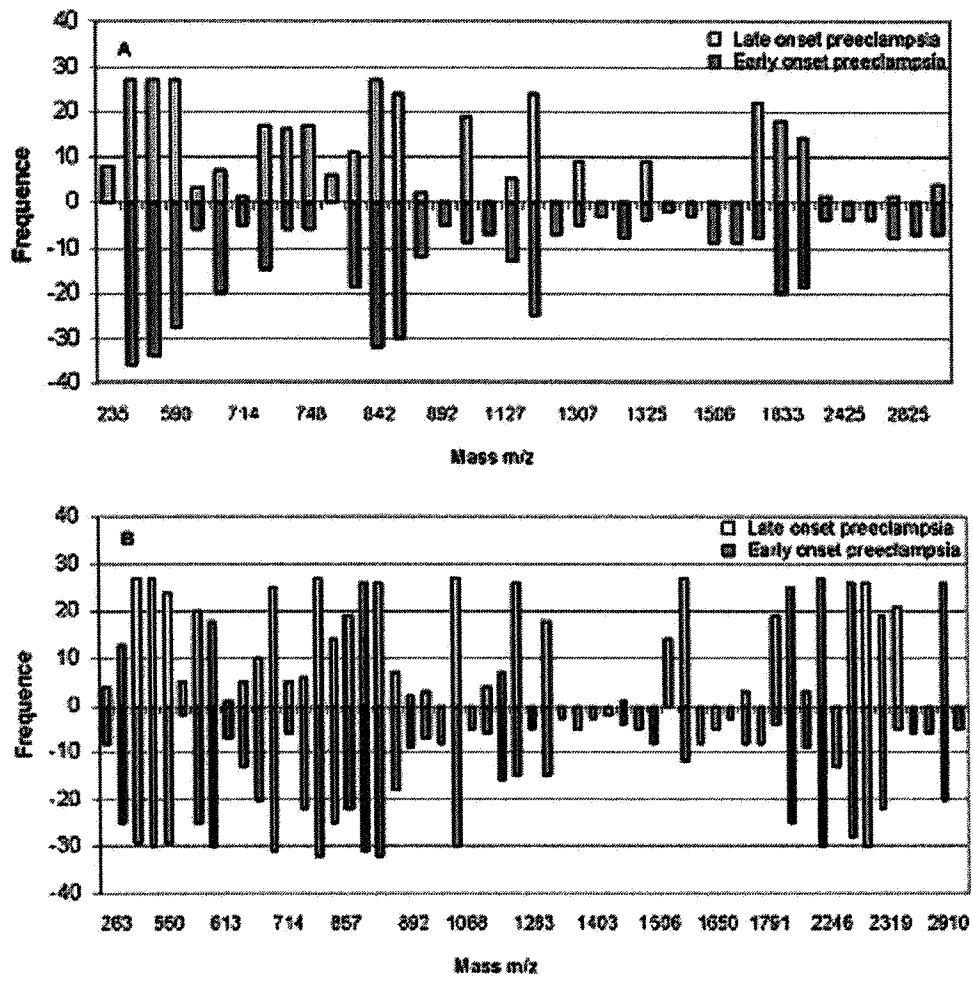 40
A
Late onset preeclampsia
Early onset preeclampsia
30
20
10
0
-10
-20
-30
-40
Frequence
235 590 714 748 842 892 1127 1307 1325 1506 1833 2425 2825
Mass m/z
40
B
Late onset preeclampsia
Early onset preeclampsia
30
20
10
0
-10
-20
-30
-40
Frequence
263 550 613 714 857 892 1068 1283 1403 1506 1650 1791 2246 2319 2910
Mass m/z